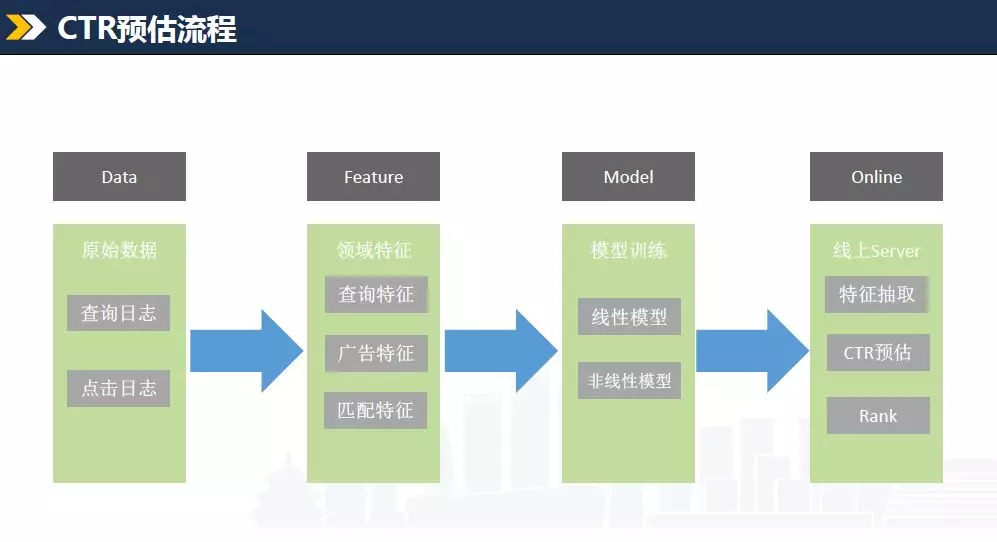 CTR预估流程
Data
原始数据
查询日志
点击日志
Feature
领域特征
查询特征
广告特征
匹配特征
Model
模型训练
线性模型
非线性模型
Online
线上Server
特征抽取
CTR预估
Rank